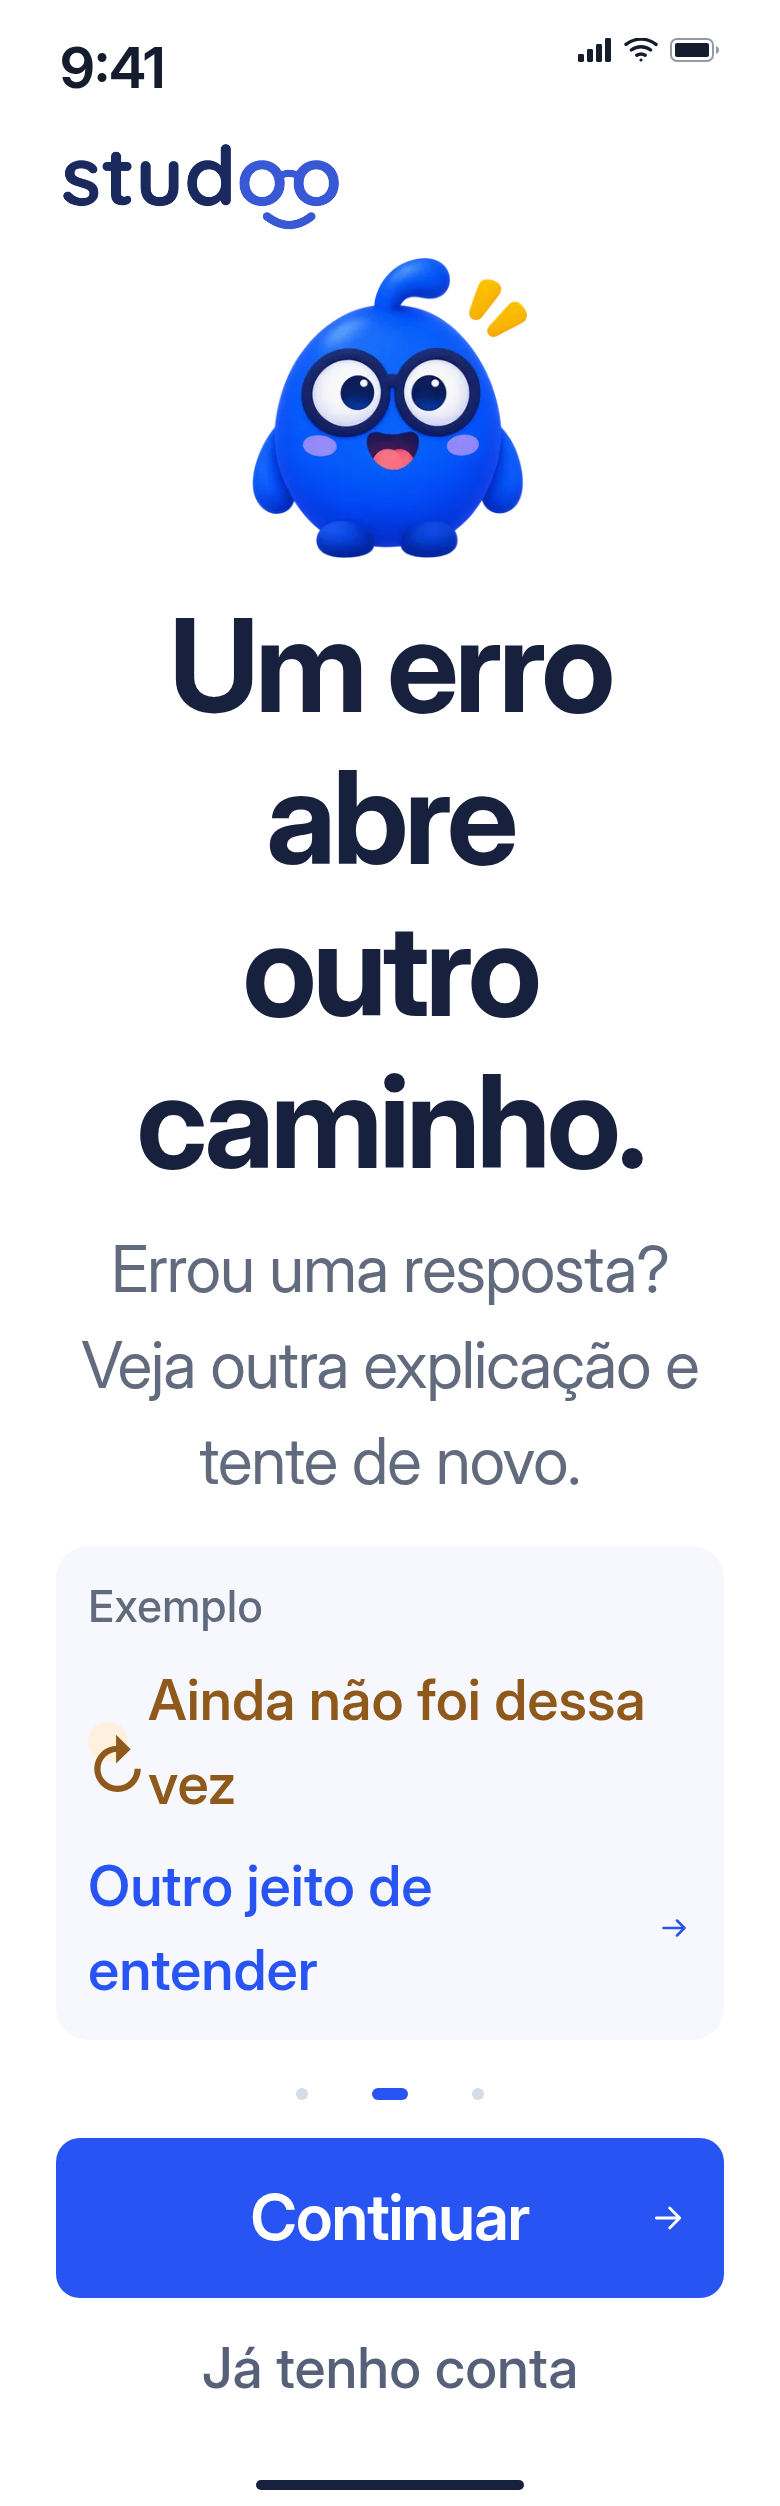 9:41
studoo
Um erro
abre
outro
caminho.
Errou uma resposta?
Veja outra explicação e
tente de novo.
Exemplo
Ainda não foi dessa
vez
Outro jeito de
entender
Continuar
Já tenho conta